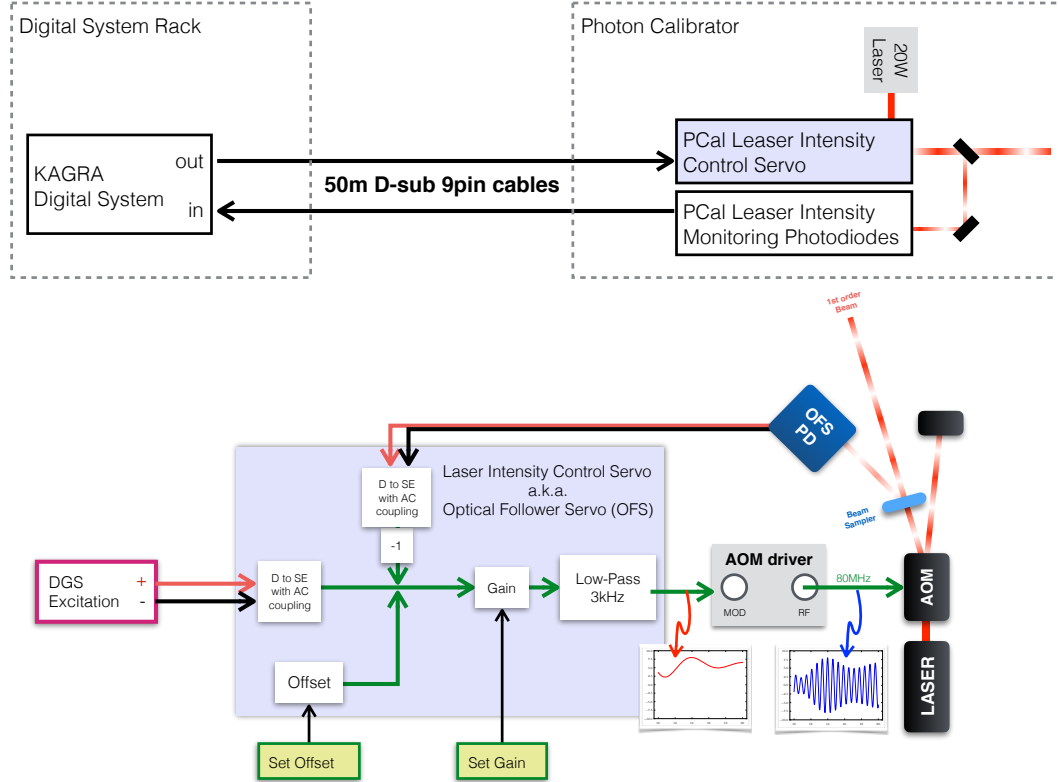 Digital System Rack
Photon Calibrator
20W
Laser
KAGRA
Digital System
out
in
50m D-sub 9pin cables
PCal Leaser Intensity
Control Servo
PCal Leaser Intensity
Monitoring Photodiodes
1st order
Beam
OFS
PD
Beam
Sampler
Laser Intensity Control Servo
a.k.a.
Optical Follower Servo (OFS)
D to SE
with AC
coupling
-1
DGS
Excitation
+
-
D to SE
with AC
coupling
Gain
Low-Pass
3kHz
AOM driver
MOD
RF
80MHz
AOM
LASER
Offset
Set Offset
Set Gain